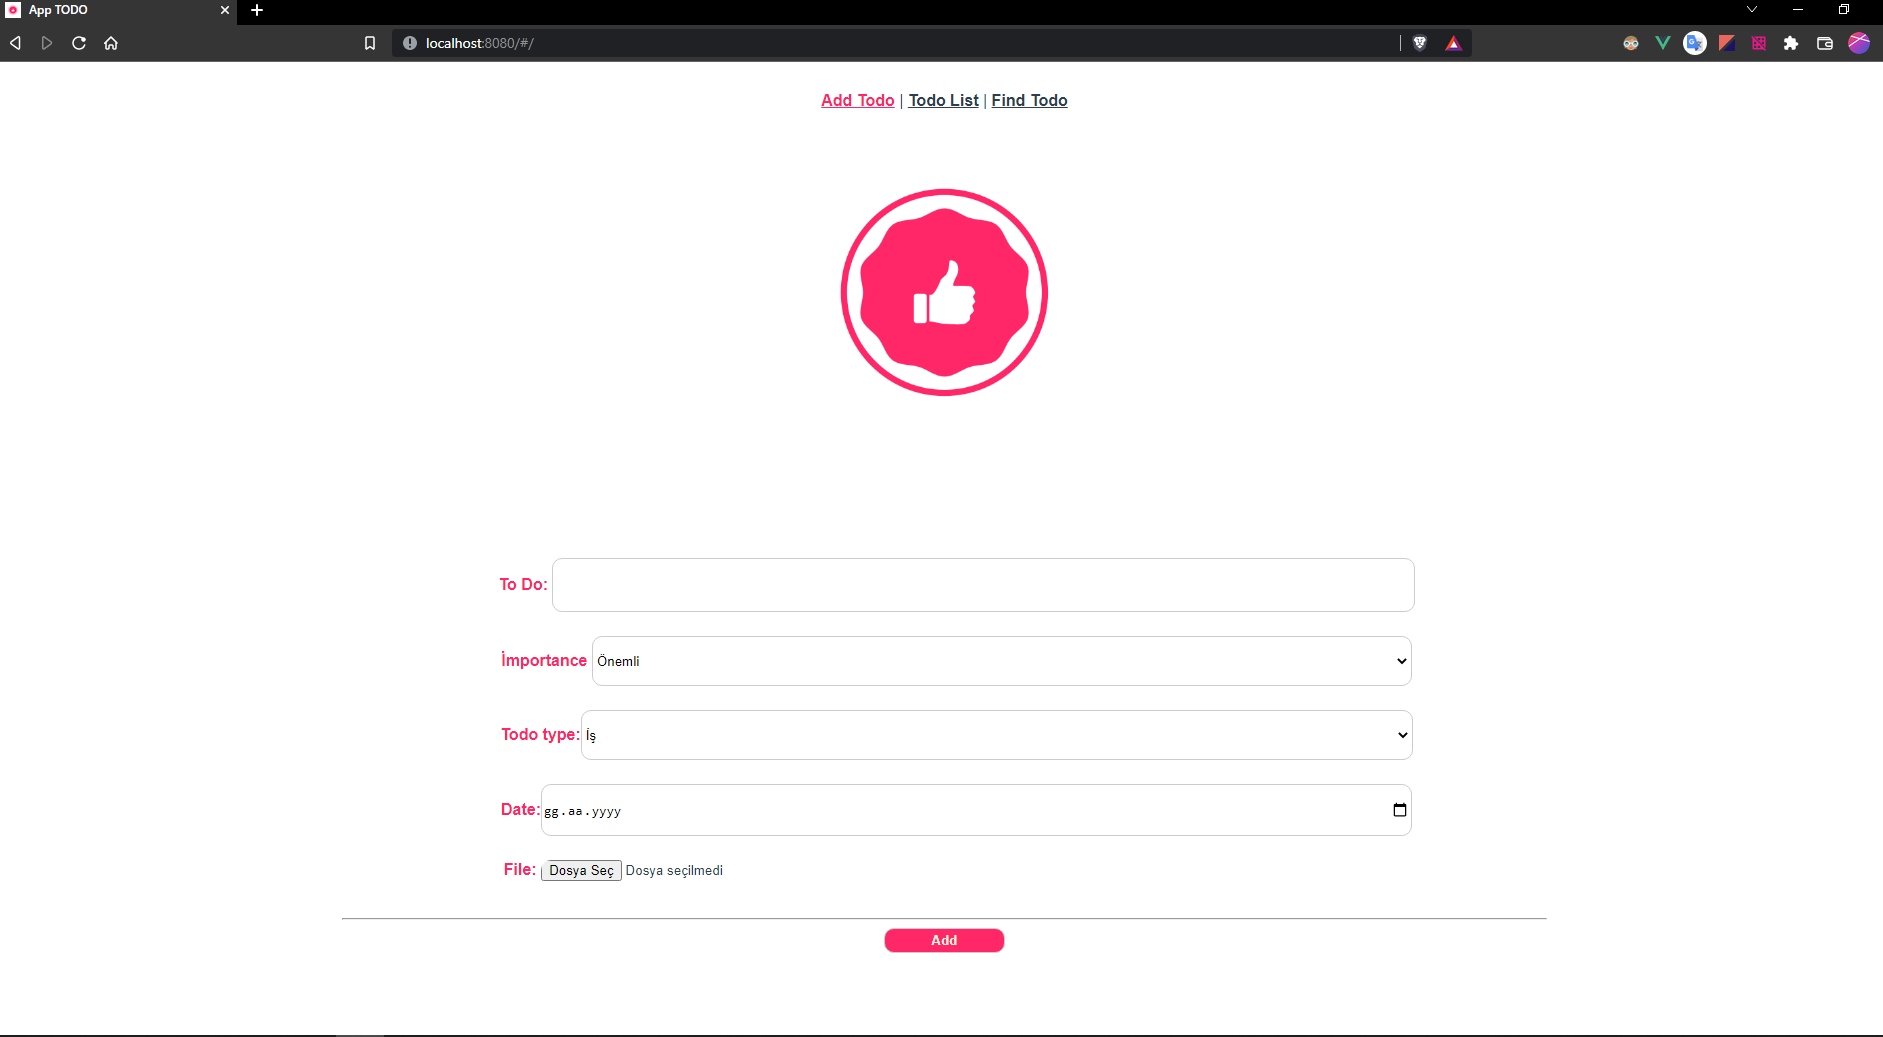 App TODO
localhost:8080/#/
Add Todo | Todo List | Find Todo
To Do:
İmportance Önemli
Todo type: İş
Date: gg.aa.yyyy
File: Dosya Seç Dosya seçilmedi
Add